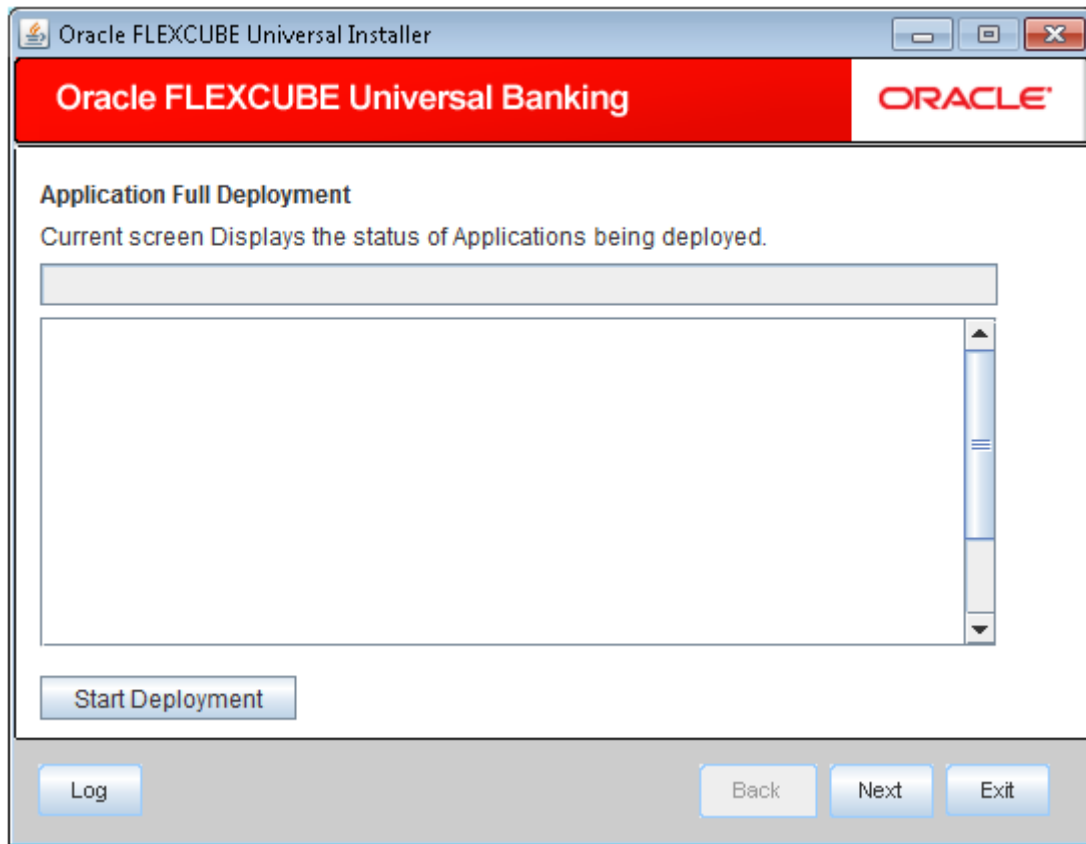 Oracle FLEXCUBE Universal Installer
Oracle FLEXCUBE Universal Banking
ORACLE
Application Full Deployment
Current screen Displays the status of Applications being deployed.
Start Deployment
Log
Back
Next
Exit